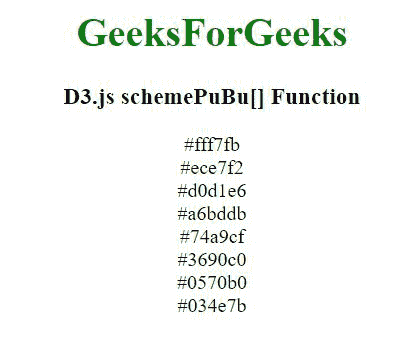 GeeksForGeeks
D3.js schemePuBu[] Function
#fff7fb
#ece7f2
#d0d1e6
#a6bddb
#74a9cf
#3690c0
#0570b0
#034e7b